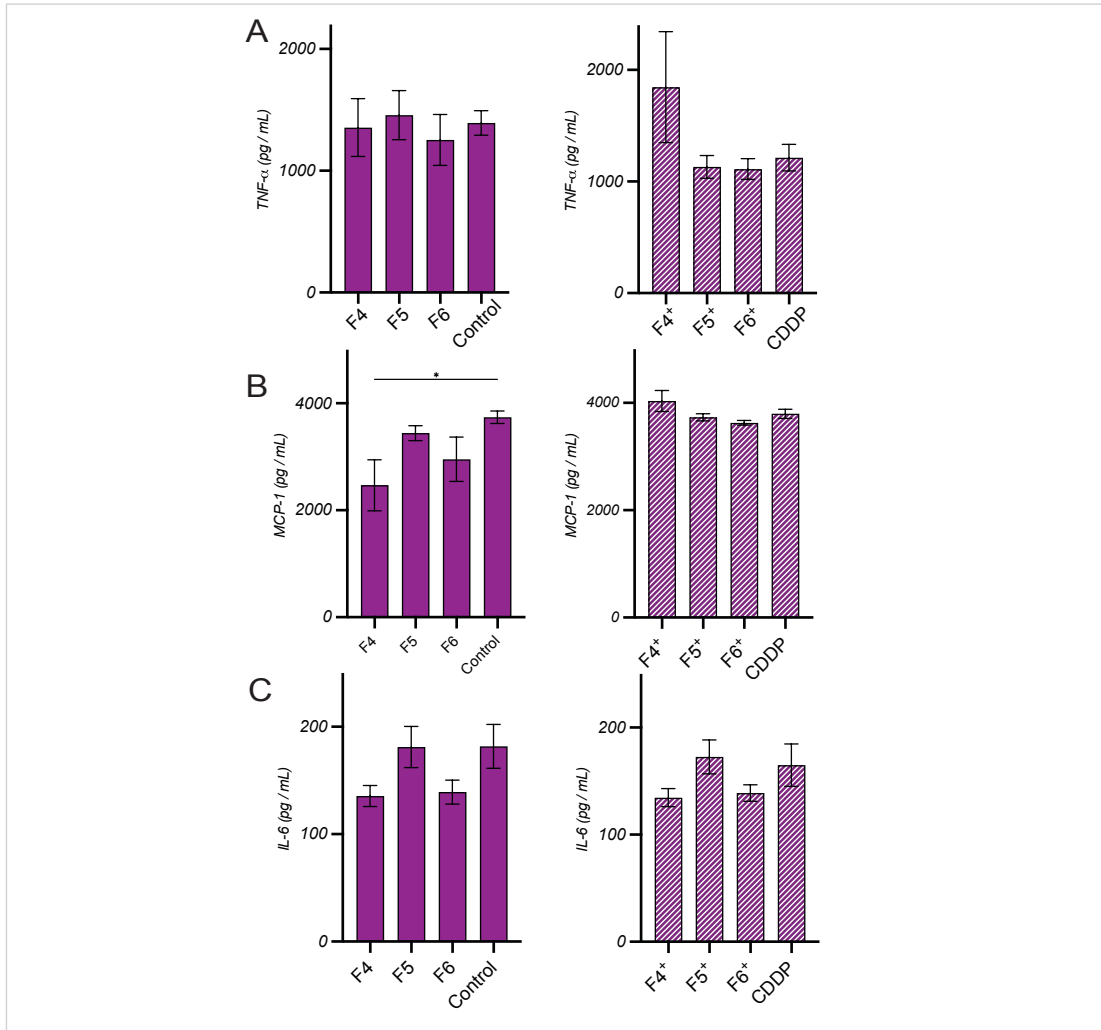 A
TNF-α (pg / mL)
2000
1000
0
F4
F5
F6
Control
TNF-α (pg / mL)
2000
1000
0
F4⁺
F5⁺
F6⁺
CDDP
B
MCP-1 (pg / mL)
4000
2000
0
*
F4
F5
F6
Control
MCP-1 (pg / mL)
4000
2000
0
F4⁺
F5⁺
F6⁺
CDDP
C
IL-6 (pg / mL)
200
100
0
F4
F5
F6
Control
IL-6 (pg / mL)
200
100
0
F4⁺
F5⁺
F6⁺
CDDP